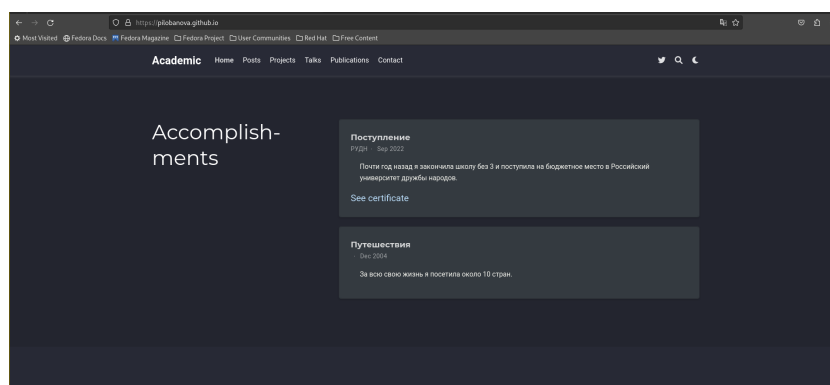 https://pilobanova.github.io
Most Visited Fedora Docs Fedora Magazine Fedora Project User Communities Red Hat Free Content
Academic Home Posts Projects Talks Publications Contact
Accomplish-
ments
Поступление
РУДН · Sep 2022
Почти год назад я закончила школу без 3 и поступила на бюджетное место в Российский
университет дружбы народов.
See certificate
Путешествия
· Dec 2004
За всю свою жизнь я посетила около 10 стран.